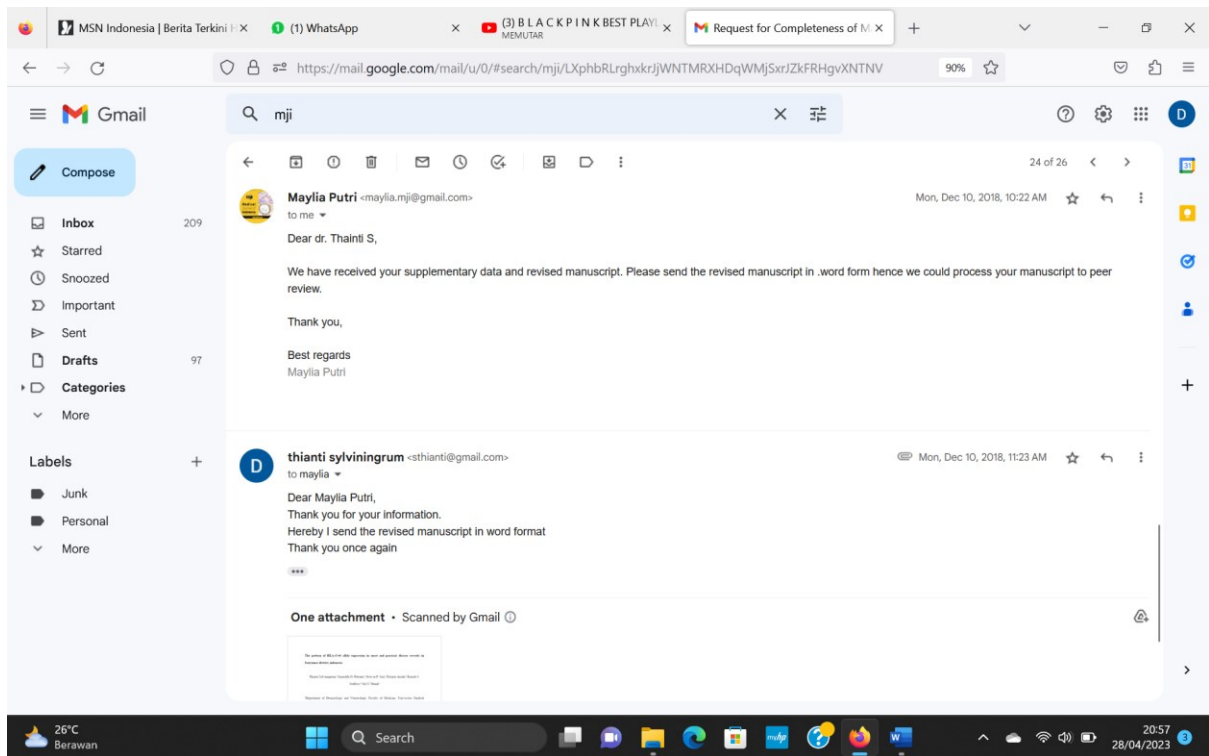 MSN Indonesia | Berita Terkini H
(1) WhatsApp
(3) B L A C K P I N K BEST PLAYL
MEMUTAR
Request for Completeness of M
https://mail.google.com/mail/u/0/#search/mji/LXphbRLrghxkrJjWNTMRXHDqWMjSxrJZkFRHgvXNTNV
90%
Gmail
mji
D
Compose
24 of 26
31
Inbox 209
Starred
Snoozed
Important
Sent
Drafts 97
Categories
More
Labels
Junk
Personal
More
Maylia Putri <maylia.mji@gmail.com>
Mon, Dec 10, 2018, 10:22 AM
to me
Dear dr. Thainti S,
We have received your supplementary data and revised manuscript. Please send the revised manuscript in .word form hence we could process your manuscript to peer
review.
Thank you,
Best regards
Maylia Putri
D
thianti sylviningrum <sthianti@gmail.com>
Mon, Dec 10, 2018, 11:23 AM
to maylia
Dear Maylia Putri,
Thank you for your information.
Hereby I send the revised manuscript in word format
Thank you once again
One attachment • Scanned by Gmail
26°C
Berawan
Search
20:57
28/04/2023
3